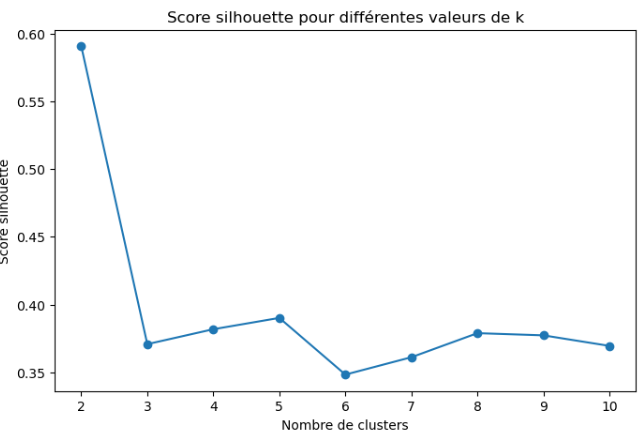 Score silhouette pour différentes valeurs de k
0.60
0.55
0.50
0.45
0.40
0.35
Score silhouette
2 3 4 5 6 7 8 9 10
Nombre de clusters